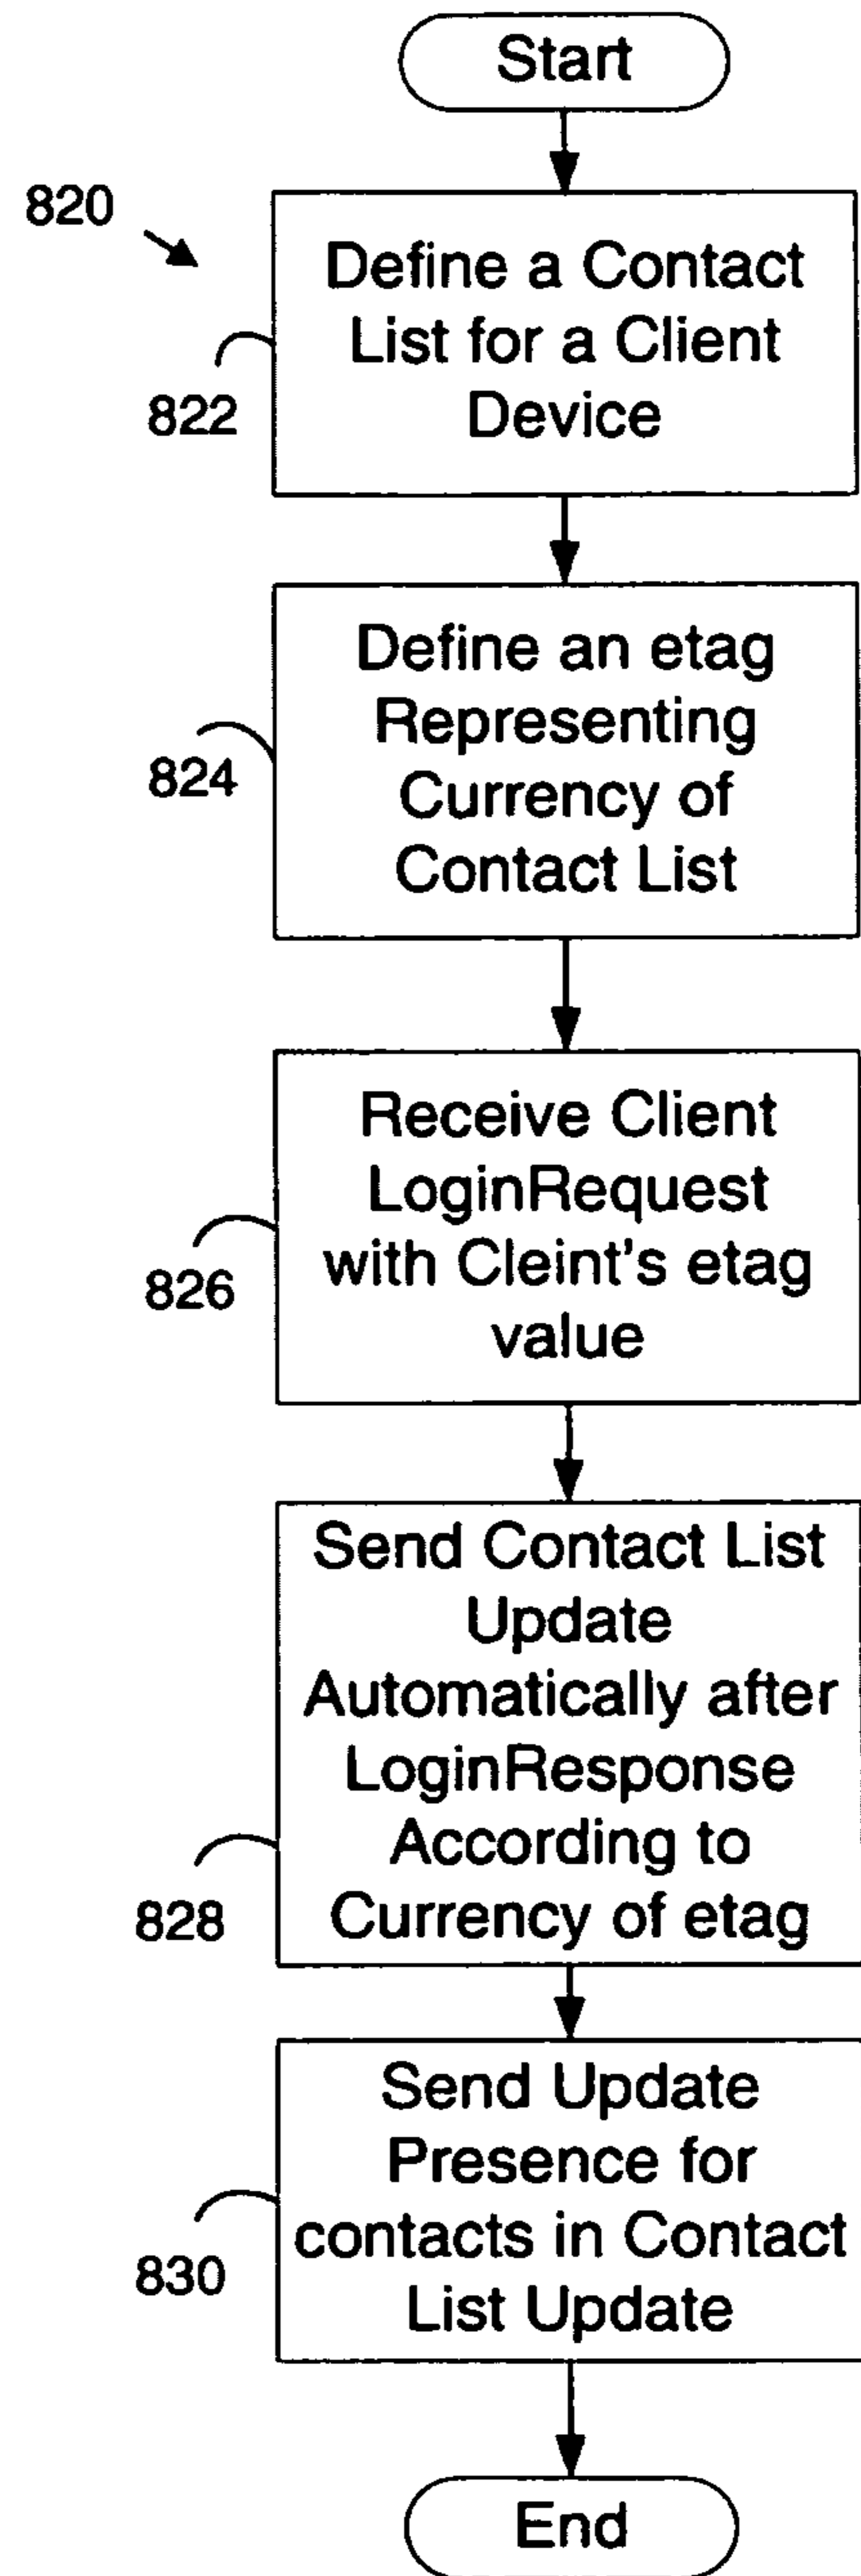 Start
820
Define a Contact
List for a Client
Device
822
Define an etag
Representing
Currency of
Contact List
824
Receive Client
LoginRequest
with Cleint's etag
value
826
Send Contact List
Update
Automatically after
LoginResponse
According to
Currency of etag
828
Send Update
Presence for
contacts in Contact
List Update
830
End